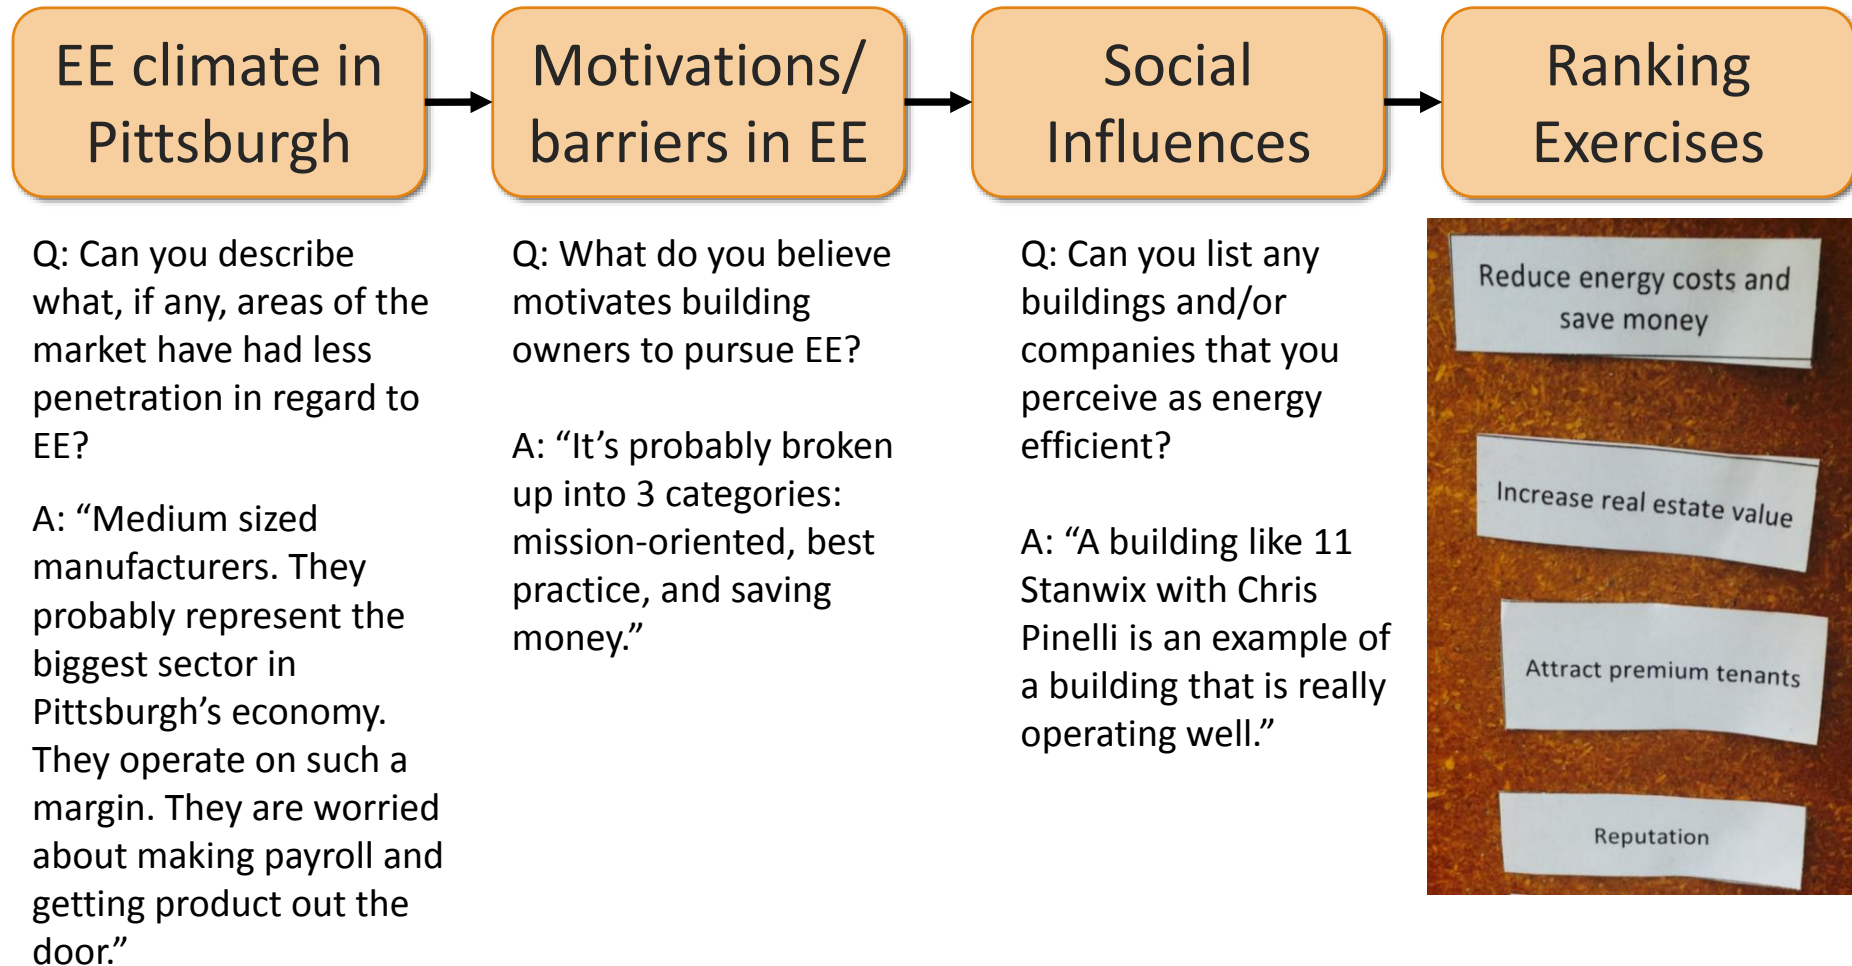 EE climate in
Pittsburgh
Motivations/
barriers in EE
Social
Influences
Ranking
Exercises
Q: Can you describe
what, if any, areas of the
market have had less
penetration in regard to
EE?
A: “Medium sized
manufacturers. They
probably represent the
biggest sector in
Pittsburgh’s economy.
They operate on such a
margin. They are worried
about making payroll and
getting product out the
door.”
Q: What do you believe
motivates building
owners to pursue EE?
A: “It’s probably broken
up into 3 categories:
mission-oriented, best
practice, and saving
money.”
Q: Can you list any
buildings and/or
companies that you
perceive as energy
efficient?
A: “A building like 11
Stanwix with Chris
Pinelli is an example of
a building that is really
operating well.”
Reduce energy costs and
save money
Increase real estate value
Attract premium tenants
Reputation